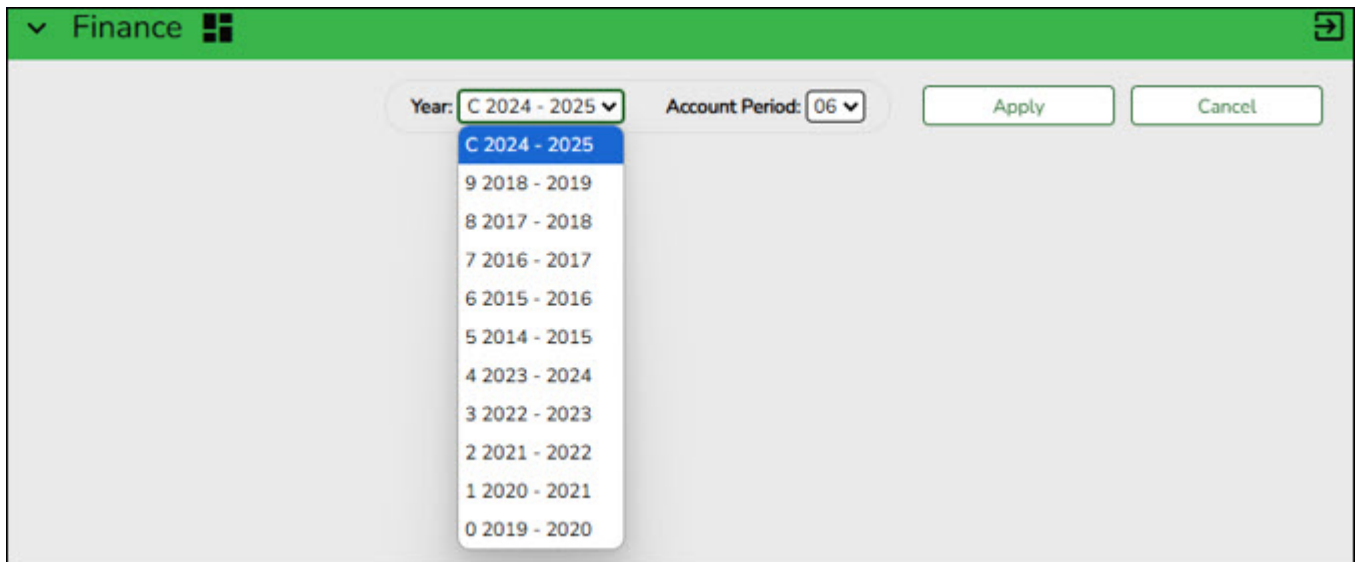 Finance
Year: C 2024 - 2025 Account Period: 06 Apply Cancel
C 2024 - 2025
9 2018 - 2019
8 2017 - 2018
7 2016 - 2017
6 2015 - 2016
5 2014 - 2015
4 2023 - 2024
3 2022 - 2023
2 2021 - 2022
1 2020 - 2021
0 2019 - 2020